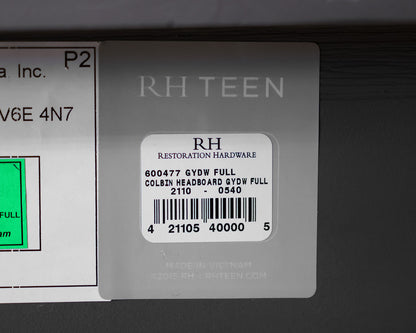 P2
a Inc.
V6E 4N7
FULL
am
RH TEEN
RH
RESTORATION HARDWARE
600477 GYDW FULL
COLBIN HEADBOARD GYDW FULL
2110 - 0540
4 21105 40000 5
MADE IN VIETNAM
©2015 RH | RHTEEN.COM